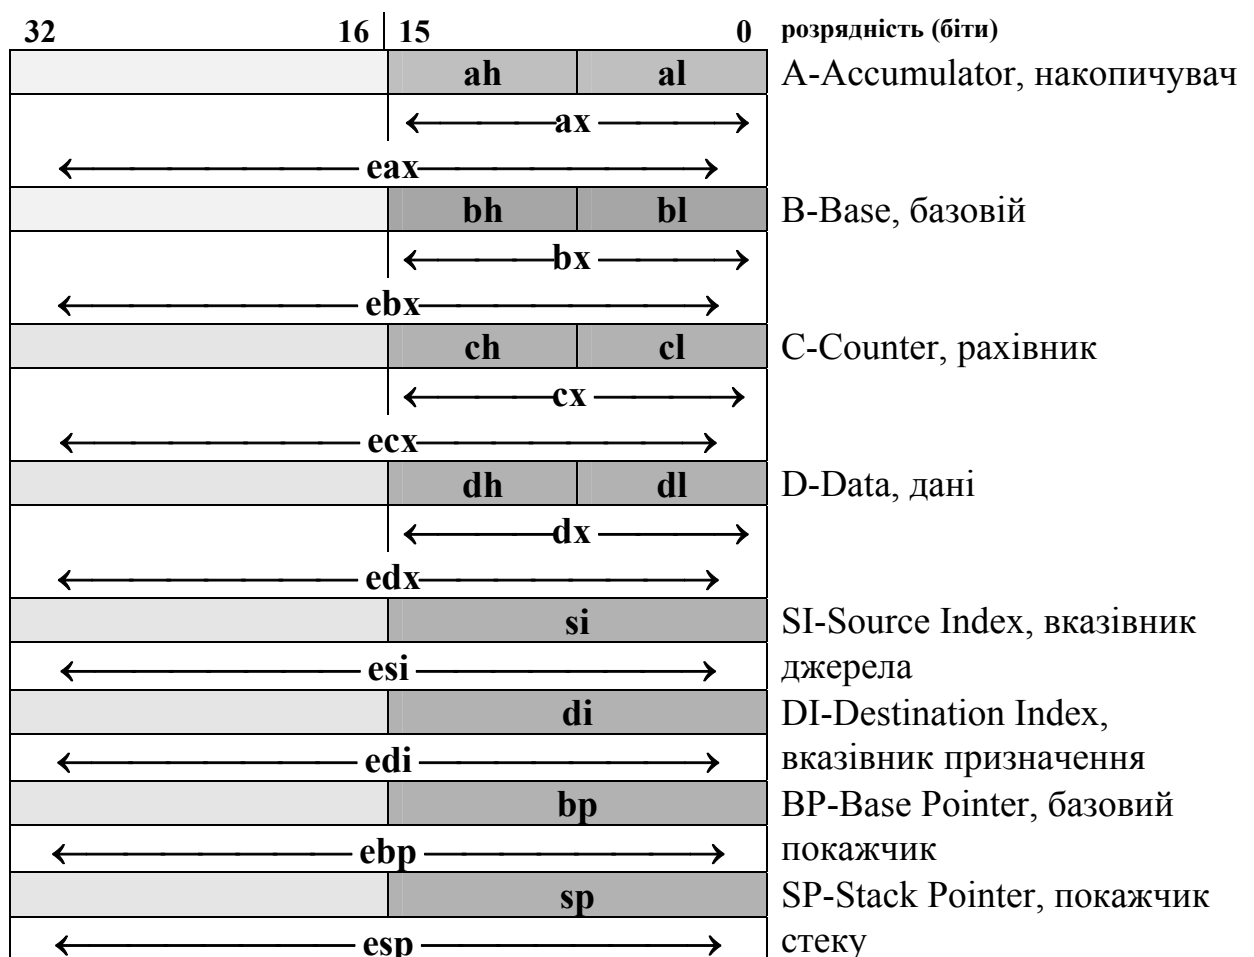 32 16 15 0 розрядність (біти)
ah al A-Accumulator, накопичувач
ax
eax
bh bl B-Base, базовій
bx
ebx
ch cl C-Counter, рахівник
cx
ecx
dh dl D-Data, дані
dx
edx
si SI-Source Index, вказівник
esi джерела
di DI-Destination Index,
edi вказівник призначення
bp BP-Base Pointer, базовий
ebp покажчик
sp SP-Stack Pointer, покажчик
esp стеку